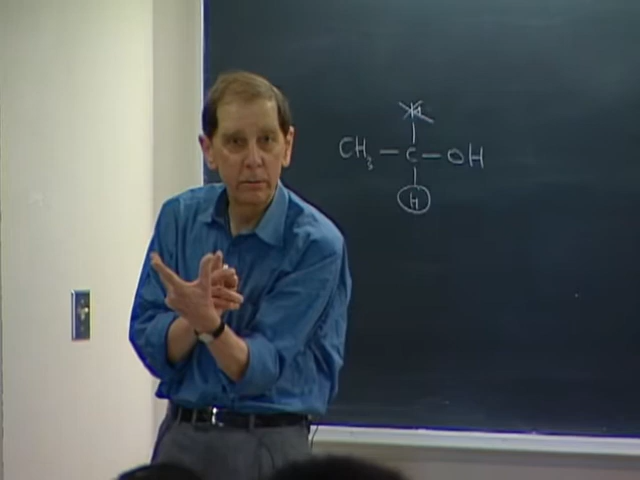 CH₃ — C — OH
H